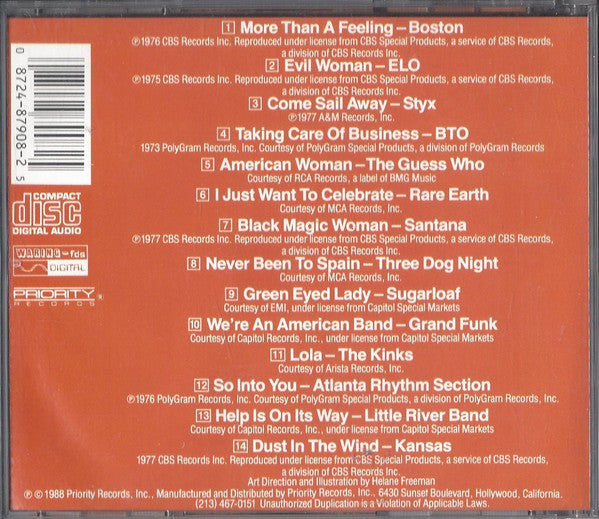 1 More Than A Feeling – Boston
℗1976 CBS Records Inc. Reproduced under license from CBS Special Products, a service of CBS Records,
a division of CBS Records Inc.
2 Evil Woman – ELO
℗1975 CBS Records Inc. Reproduced under license from CBS Special Products, a service of CBS Records,
a division of CBS Records Inc.
3 Come Sail Away – Styx
℗1977 A&M Records, Inc.
4 Taking Care Of Business – BTO
1973 PolyGram Records, Inc. Courtesy of PolyGram Special Products, a division of PolyGram Records
5 American Woman – The Guess Who
Courtesy of RCA Records, a label of BMG Music
6 I Just Want To Celebrate – Rare Earth
Courtesy of MCA Records, Inc.
7 Black Magic Woman – Santana
℗1977 CBS Records Inc. Reproduced under license from CBS Special Products, a service of CBS Records,
a division of CBS Records Inc.
8 Never Been To Spain – Three Dog Night
Courtesy of MCA Records, Inc.
9 Green Eyed Lady – Sugarloaf
Courtesy of EMI, under license from Capitol Special Markets
10 We're An American Band – Grand Funk
Courtesy of Capitol Records, Inc., under license from Capitol Special Markets
11 Lola – The Kinks
Courtesy of Arista Records, Inc.
12 So Into You – Atlanta Rhythm Section
℗1976 PolyGram Records, Inc. Courtesy of PolyGram Special Products, a division of PolyGram Records, Inc.
13 Help Is On Its Way – Little River Band
Courtesy of Capitol Records, Inc., under license from Capitol Special Markets
14 Dust In The Wind – Kansas
1977 CBS Records Inc. Reproduced under license from CBS Special Products, a service of CBS Records,
a division of CBS Records Inc.
Art Direction and Illustration by Helane Freeman
℗ © 1988 Priority Records, Inc., Manufactured and Distributed by Priority Records, Inc., 6430 Sunset Boulevard, Hollywood, California.
(213) 467-0151 Unauthorized Duplication is a Violation of Applicable Laws.
0 8724-87908-2 5
COMPACT
disc
DIGITAL AUDIO
WARING fds
DIGITAL
PRIORITY ®
RECORDS